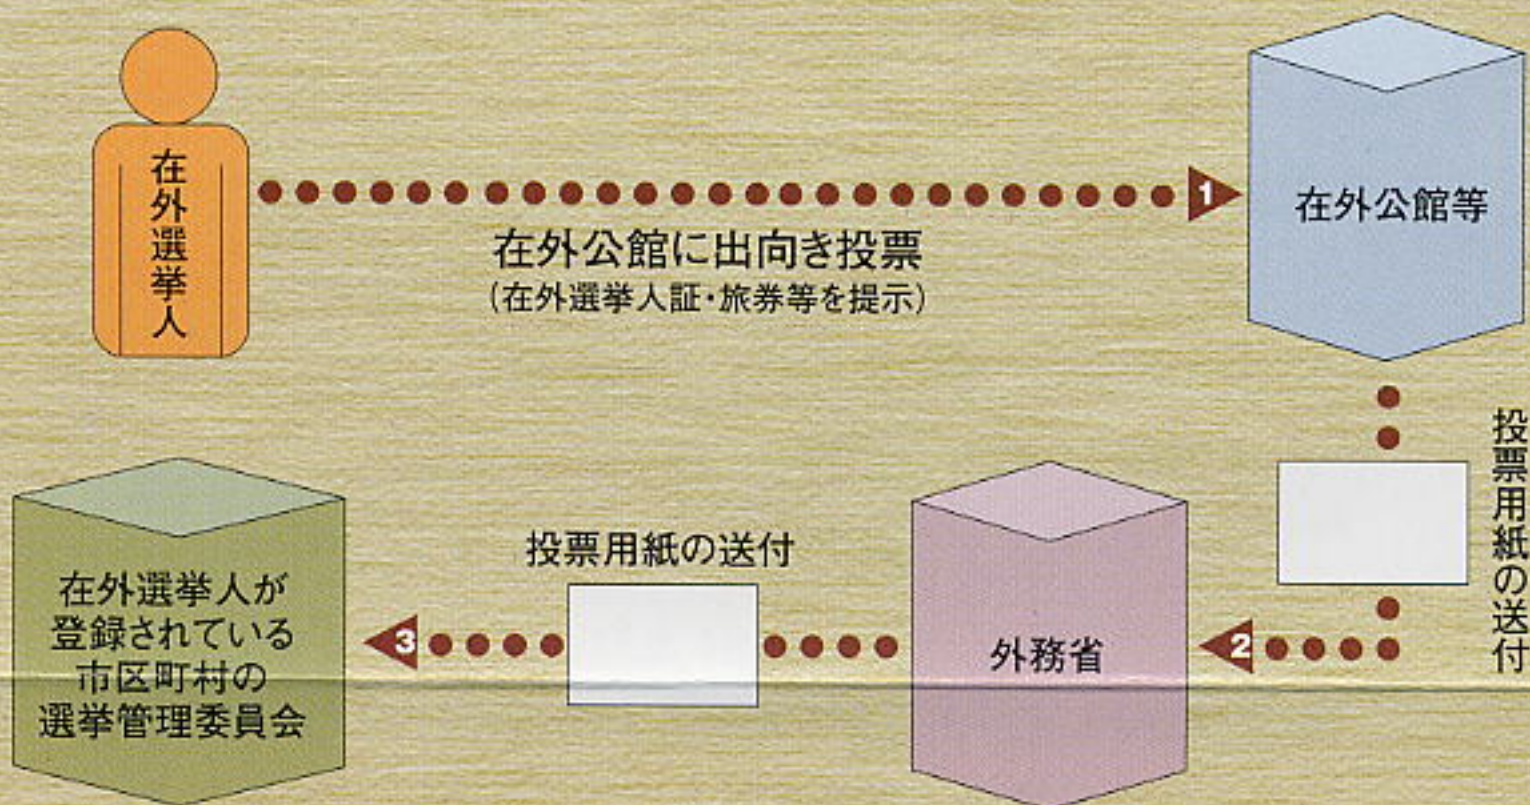 在外選挙人
1
在外公館等
在外公館に出向き投票
(在外選挙人証・旅券等を提示)
投票用紙の送付
2
外務省
投票用紙の送付
3
在外選挙人が
登録されている
市区町村の
選挙管理委員会